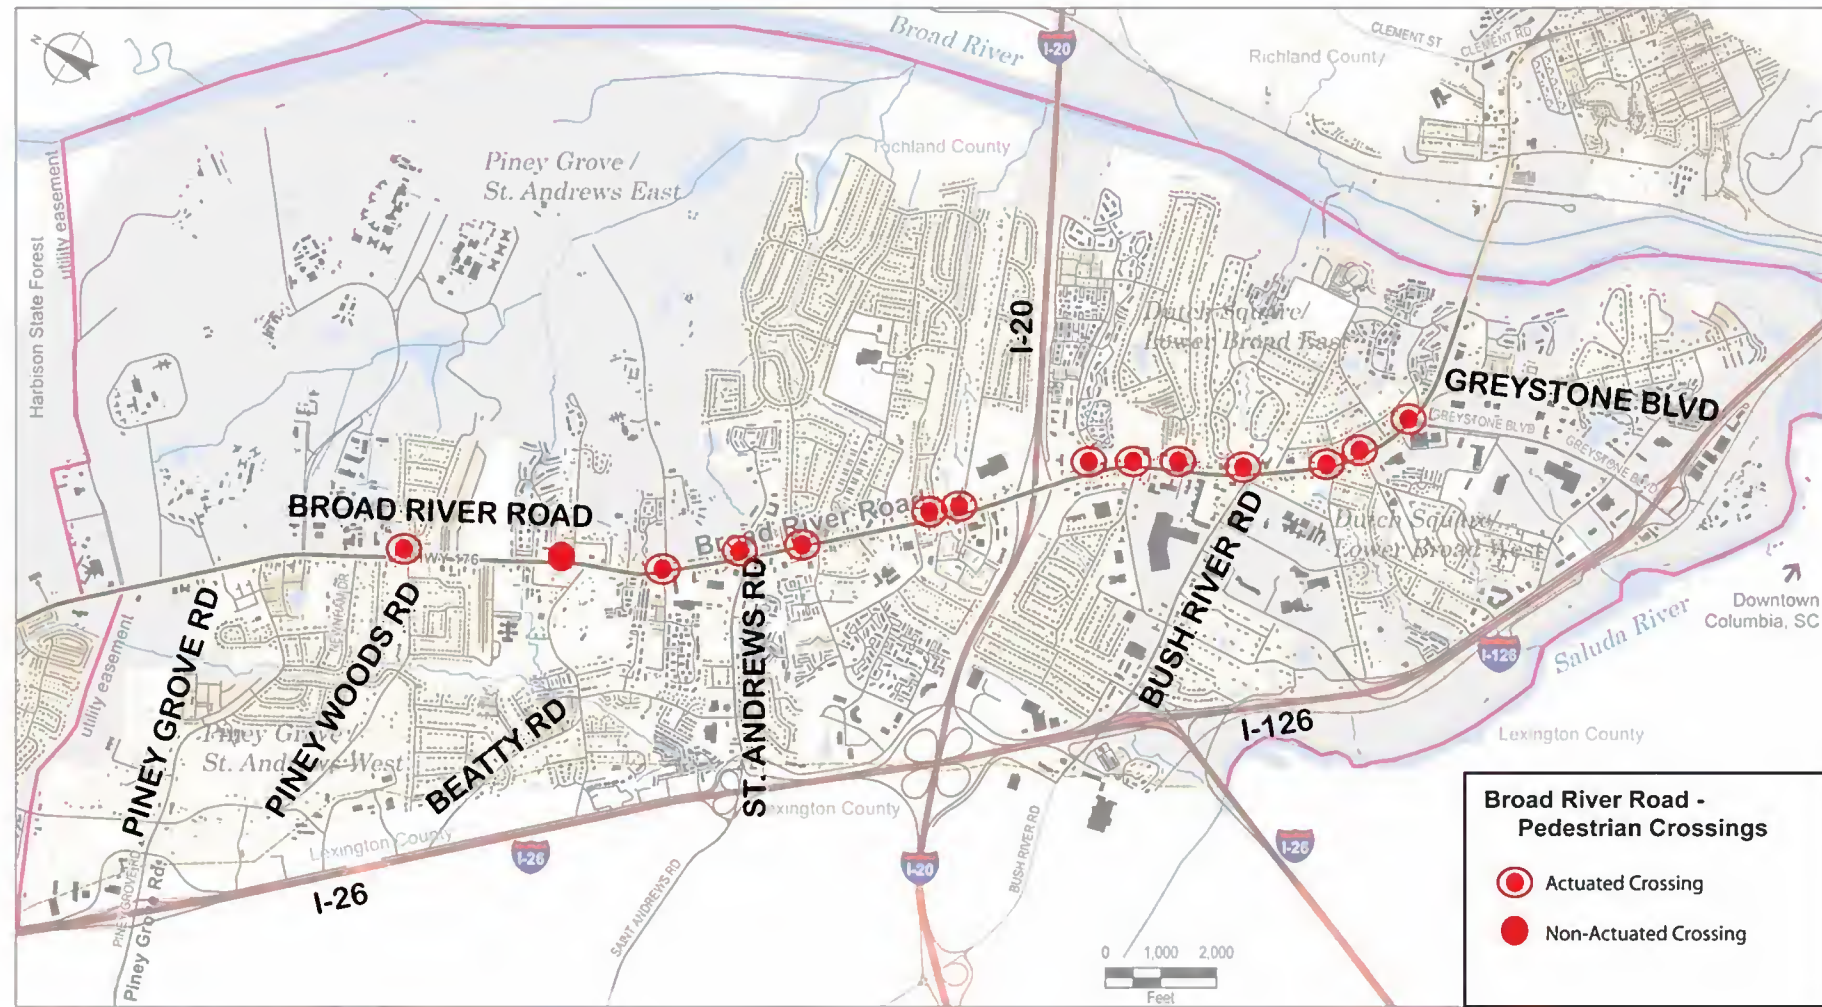 N
Broad River
I-20
CLEMENT ST
CLEMENT RD
Richland County
Richland County
Harbison State Forest
utility easement
Piney Grove /
St. Andrews East
I-20
Dutch Square/
Lower Broad East
GREYSTONE BLVD
GREYSTONE BLVD
GREYSTONE BLVD
BROAD RIVER ROAD
Broad River Road
HWY 176
Dutch Square/
Lower Broad West
Downtown
Columbia, SC
Saluda River
I-126
utility easement
PINEY GROVE RD
PINEY WOODS RD
BEATTY RD
ST. ANDREWS RD
BUSH RIVER RD
I-126
Piney Grove /
St. Andrews West
Lexington County
Lexington County
Lexington County
I-26
I-26
I-20
I-26
PINEY GROVE RD
Piney Grove Rd
SAINT ANDREWS RD
BUSH RIVER RD
0 1,000 2,000
Feet
Broad River Road -
Pedestrian Crossings
Actuated Crossing
Non-Actuated Crossing